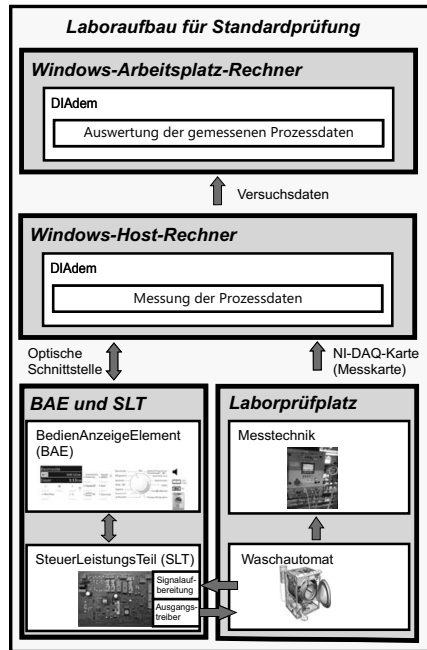 Laboraufbau für Standardprüfung
Windows-Arbeitsplatz-Rechner
DIAdem
Auswertung der gemessenen Prozessdaten
Versuchsdaten
Windows-Host-Rechner
DIAdem
Messung der Prozessdaten
Optische
Schnittstelle
NI-DAQ-Karte
(Messkarte)
BAE und SLT
BedienAnzeigeElement
(BAE)
SteuerLeistungsTeil (SLT)
Signalauf-
bereitung
Ausgangs-
treiber
Laborprüfplatz
Messtechnik
Waschautomat